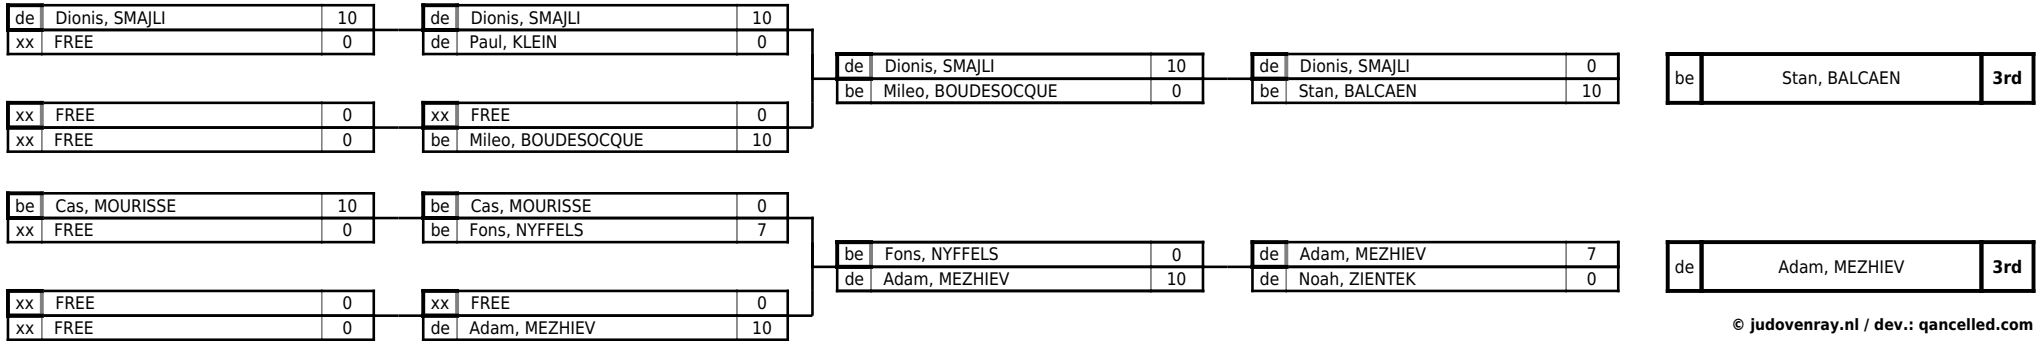 de Dionis, SMAJLI 10 de Dionis, SMAJLI 10
xx FREE 0 de Paul, KLEIN 0
de Dionis, SMAJLI 10 de Dionis, SMAJLI 0
be Mileo, BOUDESOCQUE 0 be Stan, BALCAEN 10
be Stan, BALCAEN 3rd
xx FREE 0 xx FREE 0
xx FREE 0 be Mileo, BOUDESOCQUE 10
be Cas, MOURISSE 10 be Cas, MOURISSE 0
xx FREE 0 be Fons, NYFFELS 7
be Fons, NYFFELS 0 de Adam, MEZHIEV 7
de Adam, MEZHIEV 10 de Noah, ZIENTEK 0
de Adam, MEZHIEV 3rd
xx FREE 0 xx FREE 0
xx FREE 0 de Adam, MEZHIEV 10
© judovenray.nl / dev.: qancelled.com